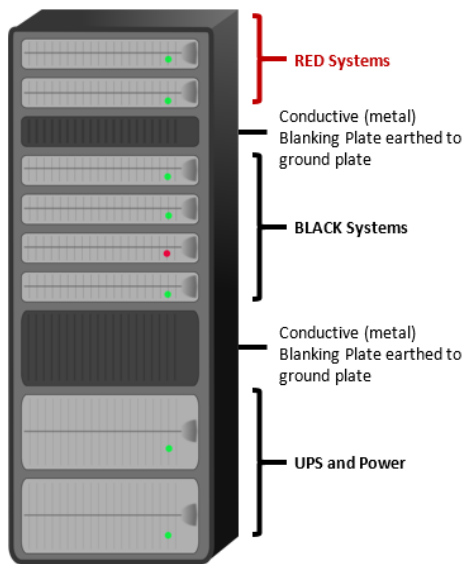 RED Systems
Conductive (metal)
Blanking Plate earthed to
ground plate
BLACK Systems
Conductive (metal)
Blanking Plate earthed to
ground plate
UPS and Power